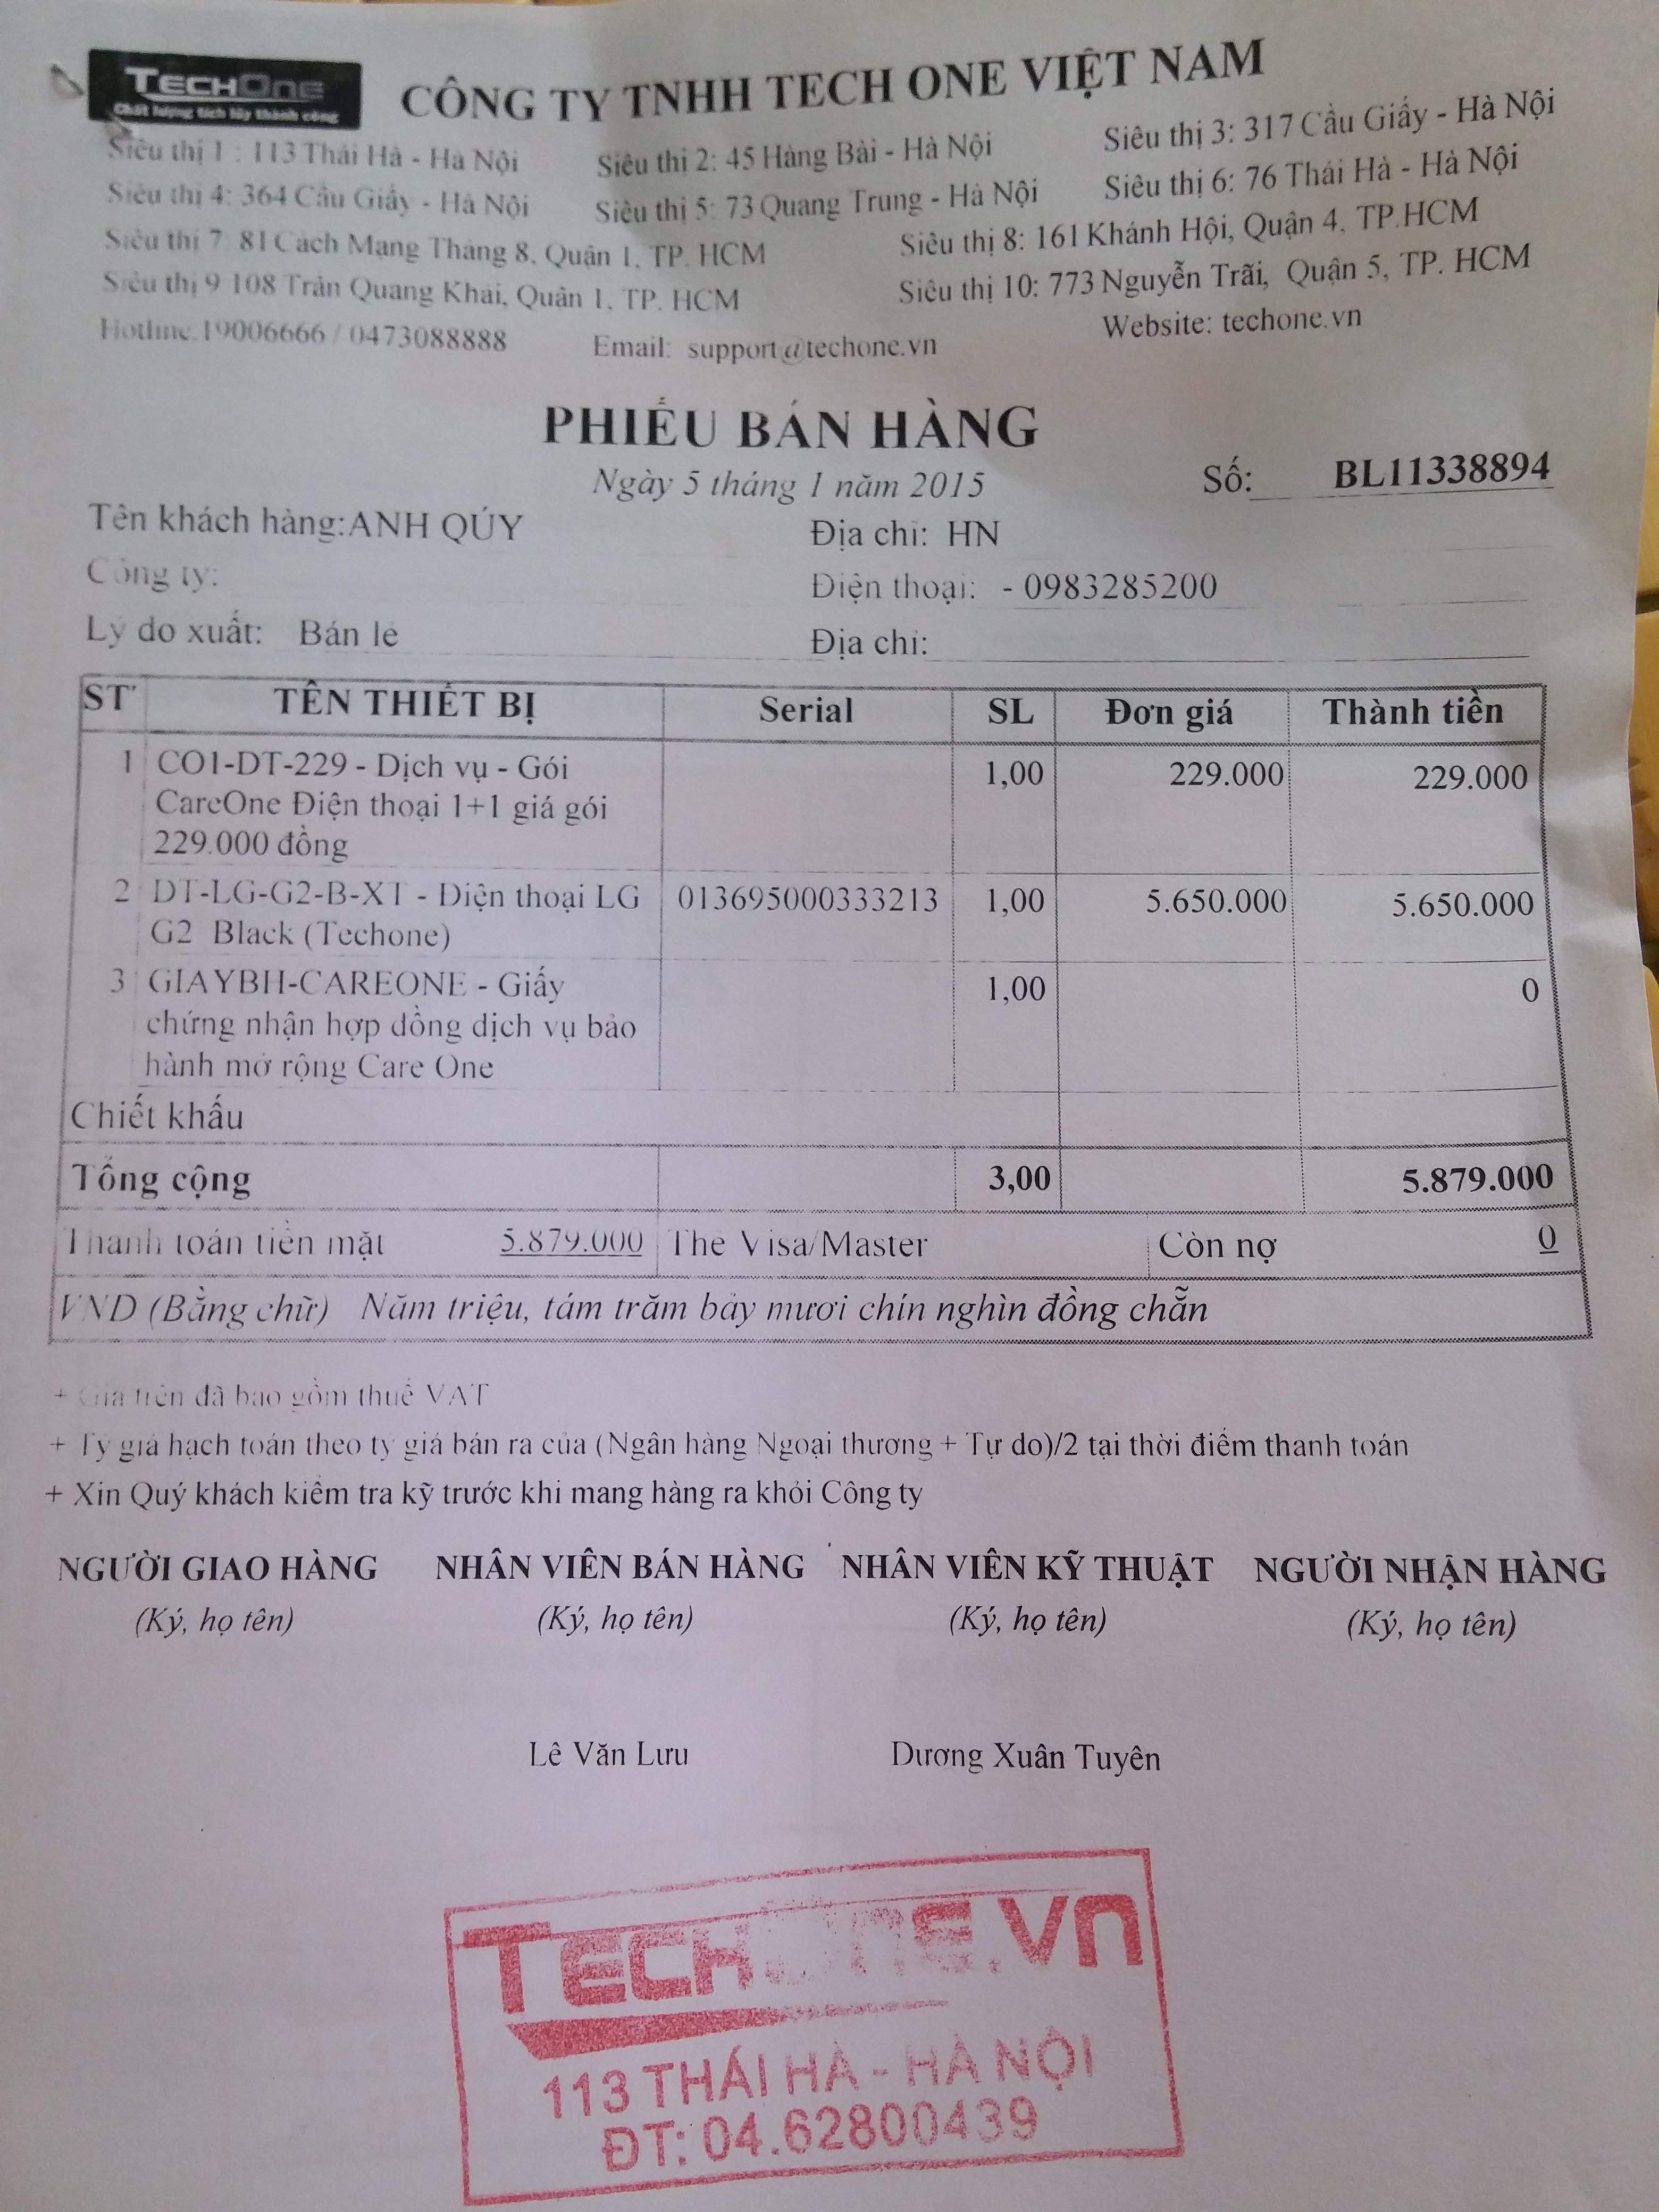 TECHONE
Chất lượng tích lũy thành công
CÔNG TY TNHH TECH ONE VIỆT NAM
Siêu thị 1 : 113 Thái Hà - Hà Nội
Siêu thị 2: 45 Hàng Bài - Hà Nội
Siêu thị 3: 317 Cầu Giấy - Hà Nội
Siêu thị 4: 364 Cầu Giấy - Hà Nội
Siêu thị 5: 73 Quang Trung - Hà Nội
Siêu thị 6: 76 Thái Hà - Hà Nội
Siêu thị 7 81 Cách Mạng Tháng 8, Quận 1, TP. HCM
Siêu thị 8: 161 Khánh Hội, Quận 4, TP.HCM
Siêu thị 9 108 Trần Quang Khải, Quận 1, TP. HCM
Siêu thị 10: 773 Nguyễn Trãi, Quận 5, TP. HCM
Hotline.19006666 / 0473088888
Email: support@techone.vn
Website: techone.vn
PHIẾU BÁN HÀNG
Ngày 5 tháng 1 năm 2015
Số: BL11338894
Tên khách hàng:ANH QÚY
Địa chỉ: HN
Công ty:
Điện thoại: - 0983285200
Lý do xuất: Bán lẻ
Địa chỉ:
ST TÊN THIẾT BỊ Serial SL Đơn giá Thành tiền
1 CO1-DT-229 - Dịch vụ - Gói 1,00 229.000 229.000
CareOne Điện thoại 1+1 giá gói
229.000 đồng
2 DT-LG-G2-B-XT - Điện thoại LG 013695000333213 1,00 5.650.000 5.650.000
G2 Black (Techone)
3 GIAYBH-CAREONE - Giấy 1,00 0
chứng nhận hợp đồng dịch vụ bảo
hành mở rộng Care One
Chiết khấu
Tổng cộng 3,00 5.879.000
Thanh toán tiền mặt 5.879.000 Thẻ Visa/Master Còn nợ 0
VND (Bằng chữ) Năm triệu, tám trăm bảy mươi chín nghìn đồng chẵn
+ Giá trên đã bao gồm thuế VAT
+ Tỷ giá hạch toán theo tỷ giá bán ra của (Ngân hàng Ngoại thương + Tự do)/2 tại thời điểm thanh toán
+ Xin Quý khách kiểm tra kỹ trước khi mang hàng ra khỏi Công ty
NGƯỜI GIAO HÀNG NHÂN VIÊN BÁN HÀNG NHÂN VIÊN KỸ THUẬT NGƯỜI NHẬN HÀNG
(Ký, họ tên) (Ký, họ tên) (Ký, họ tên) (Ký, họ tên)
Lê Văn Lưu Dương Xuân Tuyên
TECHONE.VN
113 THÁI HÀ - HÀ NỘI
ĐT: 04.62800439